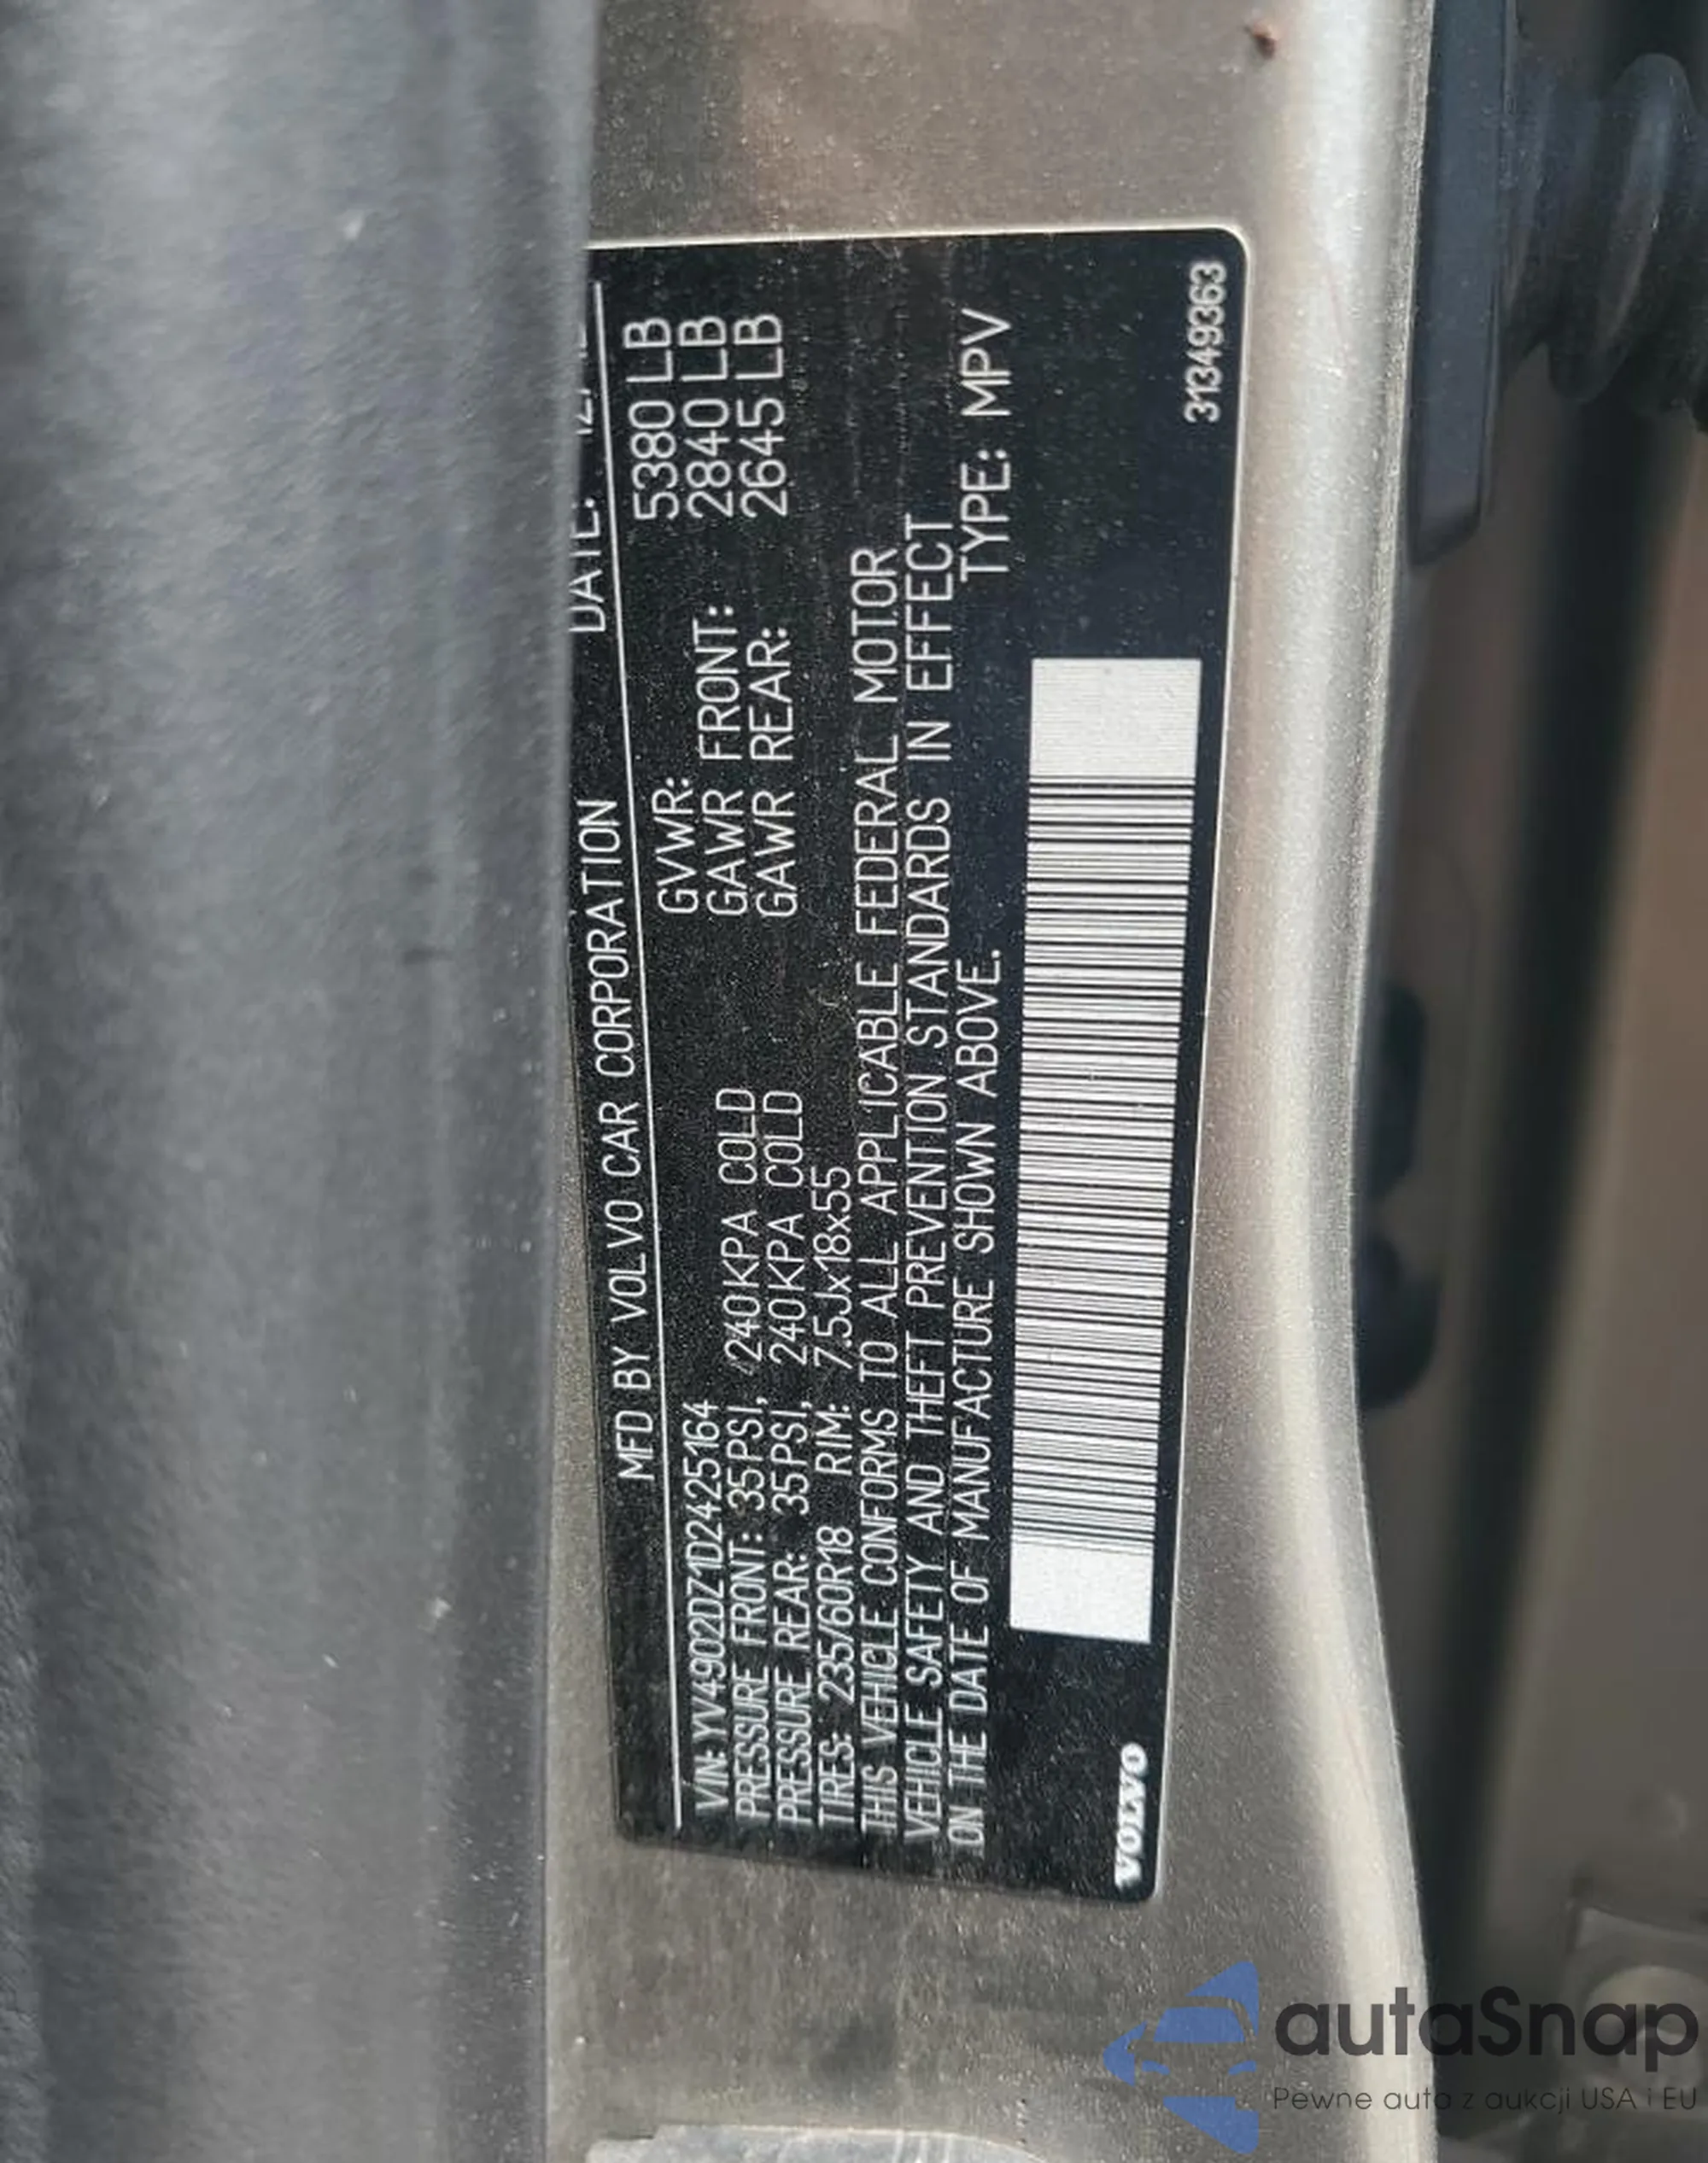 MFD BY VOLVO CAR CORPORATION DATE:
VIN: YV4902DZ1D2425164 GVWR: 5380 LB
PRESSURE FRONT: 35PSI, 240KPA COLD GAWR FRONT: 2840 LB
PRESSURE REAR: 35PSI, 240KPA COLD GAWR REAR: 2645 LB
TIRES: 235/60R18 RIM: 7.5Jx18x55
THIS VEHICLE CONFORMS TO ALL APPLICABLE FEDERAL MOTOR
VEHICLE SAFETY AND THEFT PREVENTION STANDARDS IN EFFECT
ON THE DATE OF MANUFACTURE SHOWN ABOVE. TYPE: MPV
VOLVO 31349363
autaSnap
Pewne auta z aukcji USA i EU